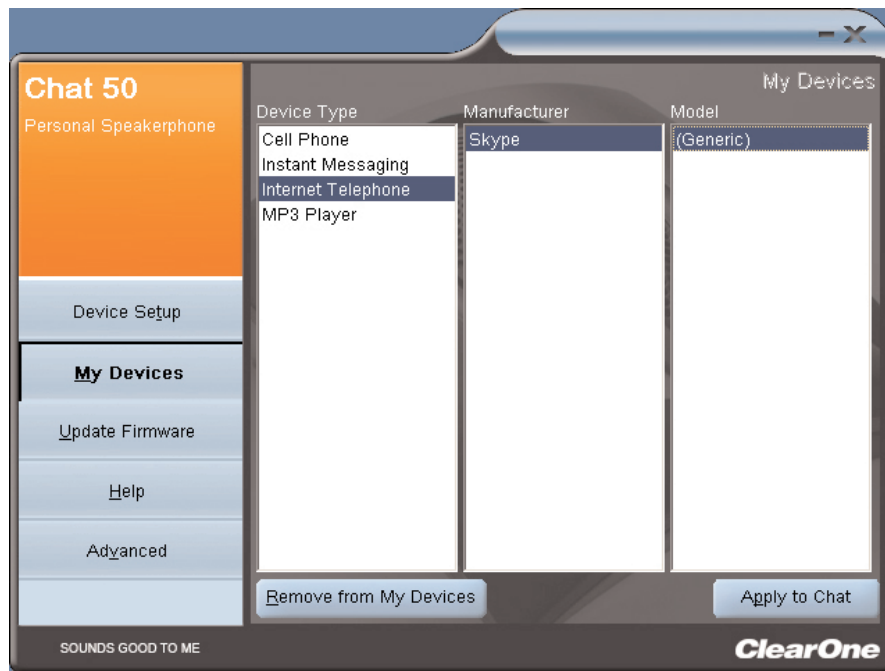 Chat 50
Personal Speakerphone
My Devices
Device Type
Manufacturer
Model
Cell Phone
Instant Messaging
Internet Telephone
MP3 Player
Skype
(Generic)
Device Setup
My Devices
Update Firmware
Help
Advanced
Remove from My Devices
Apply to Chat
SOUNDS GOOD TO ME
ClearOne